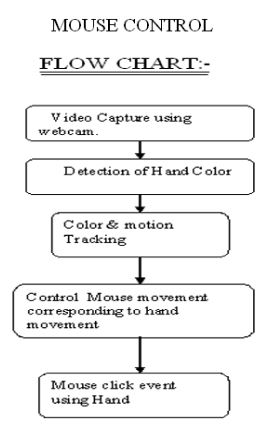 MOUSE CONTROL
FLOW CHART:-
Video Capture using
webcam.
Detection of Hand Color
Color & motion
Tracking
Control Mouse movement
corresponding to hand
movement
Mouse click event
using Hand